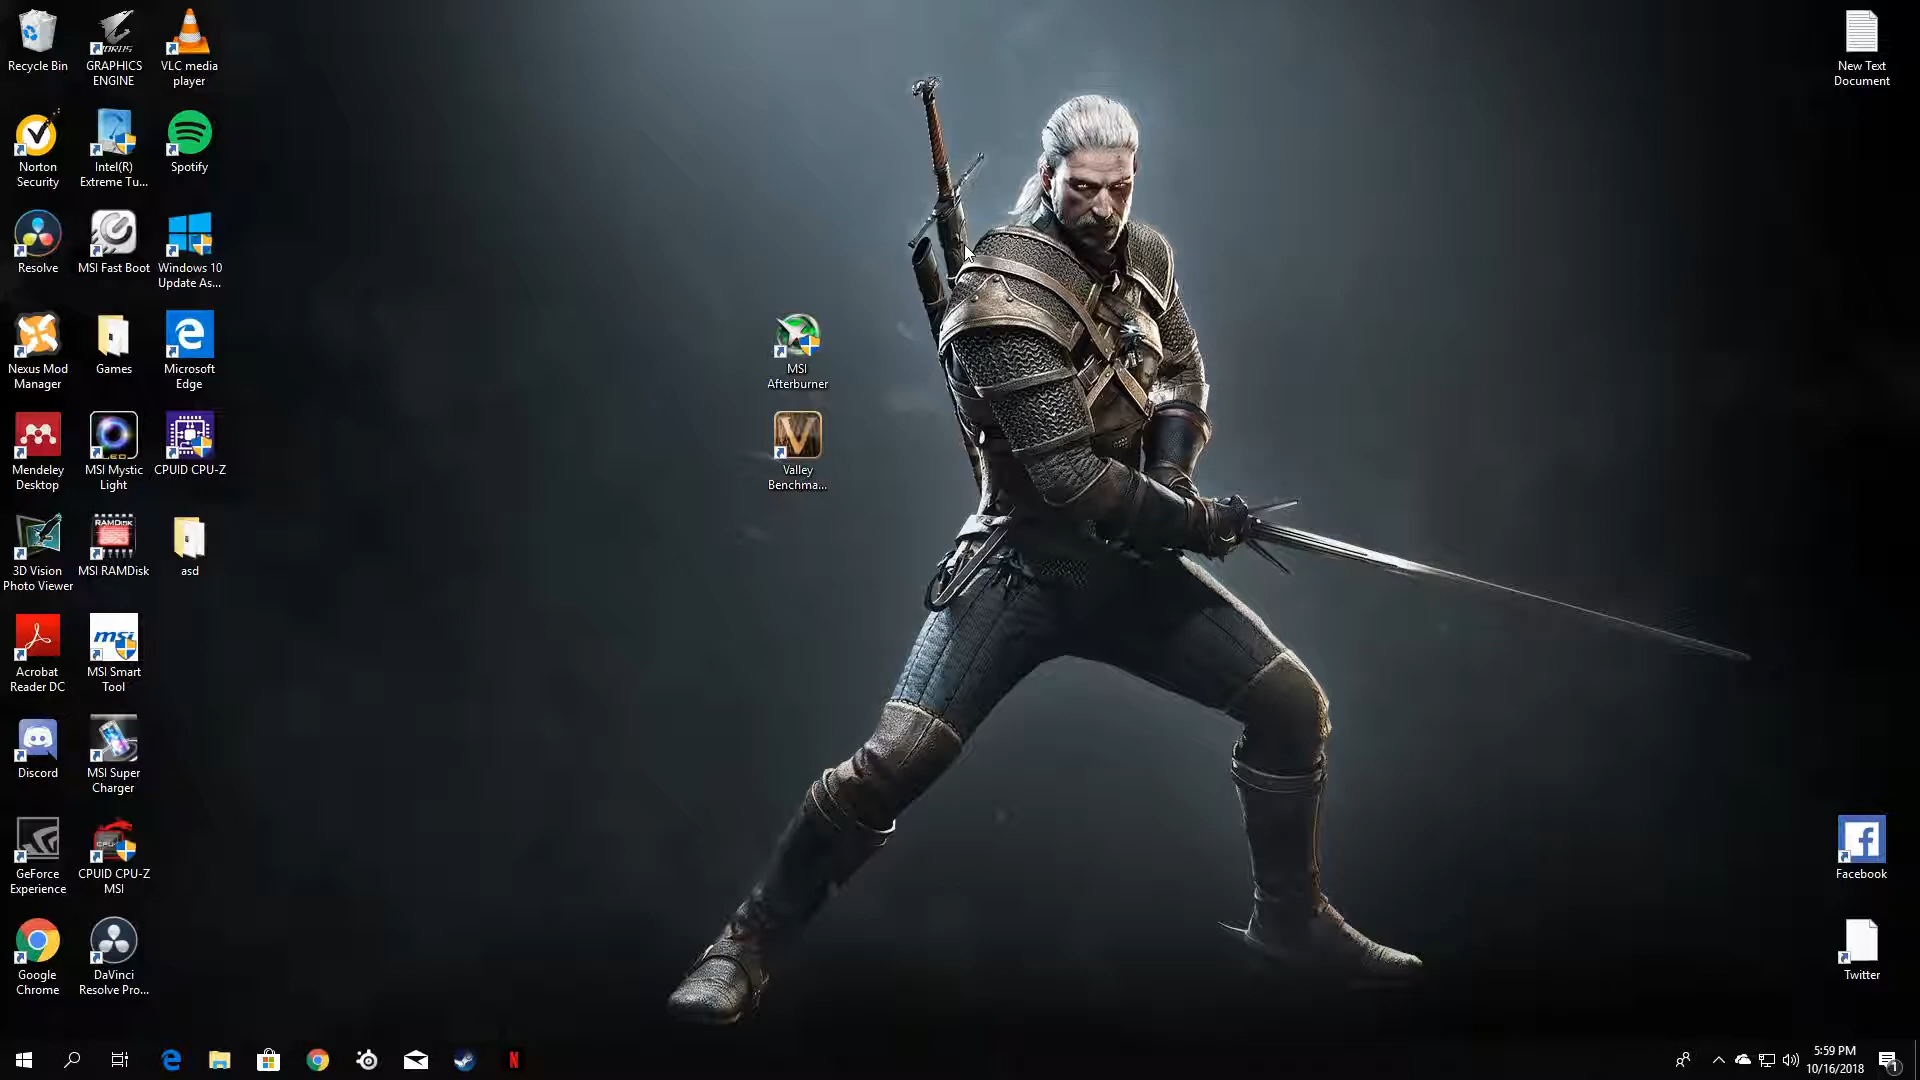 Recycle Bin
GRAPHICS
ENGINE
VLC media
player
Norton
Security
Intel(R)
Extreme Tu...
Spotify
Resolve
MSI Fast Boot
Windows 10
Update As...
Nexus Mod
Manager
Games
Microsoft
Edge
Mendeley
Desktop
MSI Mystic
Light
CPUID CPU-Z
3D Vision
Photo Viewer
RAMDisk
MSI RAMDisk
asd
Acrobat
Reader DC
msi
MSI Smart
Tool
Discord
MSI Super
Charger
GeForce
Experience
CPUID CPU-Z
MSI
Google
Chrome
DaVinci
Resolve Pro...
MSI
Afterburner
Valley
Benchma...
New Text
Document
Facebook
Twitter
5:59 PM
10/16/2018
1